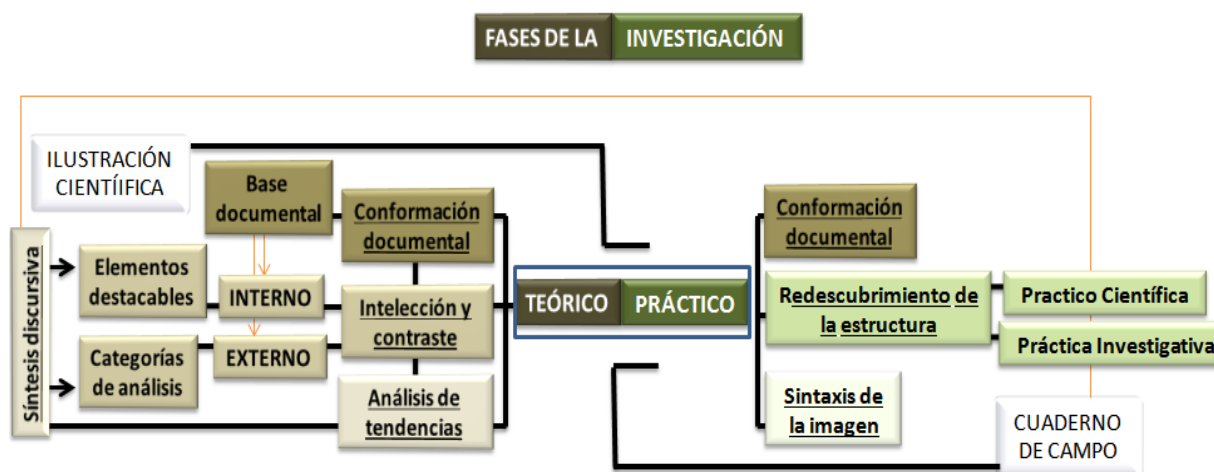 FASES DE LA INVESTIGACIÓN
ILUSTRACIÓN
CIENTÍIFICA
Base
documental
Conformación
documental
Síntesis discursiva
Elementos
destacables
INTERNO
Intelección y
contraste
Categorías
de análisis
EXTERNO
Análisis de
tendencias
TEÓRICO PRÁCTICO
Conformación
documental
Redescubrimiento de
la estructura
Practico Científica
Práctica Investigativa
Sintaxis de
la imagen
CUADERNO
DE CAMPO